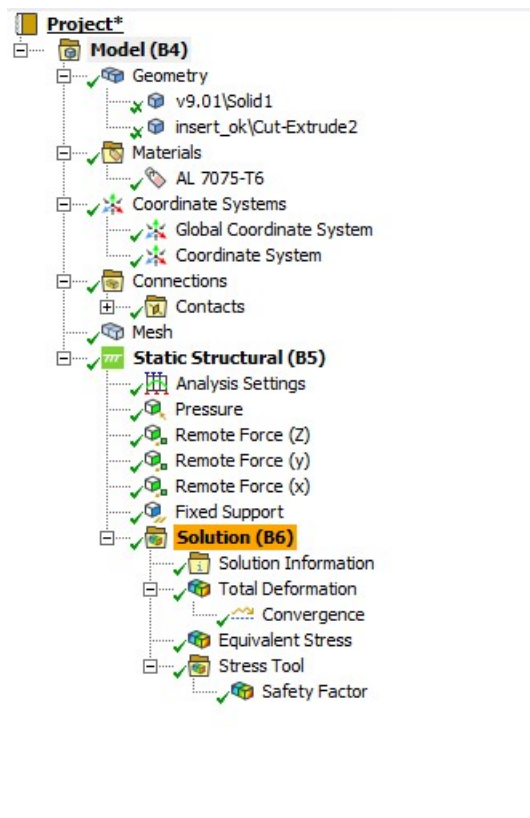 Project*
Model (B4)
Geometry
v9.01\Solid1
insert_ok\Cut-Extrude2
Materials
AL 7075-T6
Coordinate Systems
Global Coordinate System
Coordinate System
Connections
Contacts
Mesh
Static Structural (B5)
Analysis Settings
Pressure
Remote Force (Z)
Remote Force (y)
Remote Force (x)
Fixed Support
Solution (B6)
Solution Information
Total Deformation
Convergence
Equivalent Stress
Stress Tool
Safety Factor